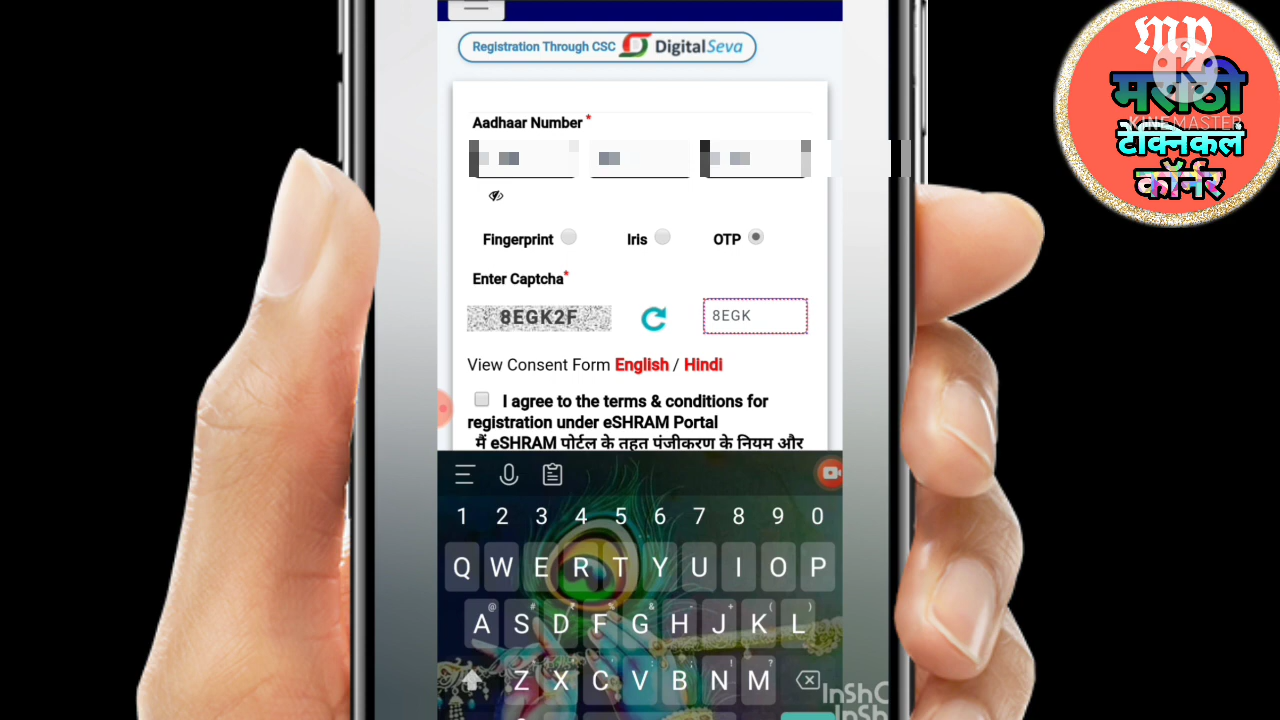 Registration Through CSC DigitalSeva
Aadhaar Number *
Fingerprint Iris OTP
Enter Captcha*
8EGK2F 8EGK
View Consent Form English / Hindi
I agree to the terms & conditions for
registration under eSHRAM Portal
मैं eSHRAM पोर्टल के तहत पंजीकरण के नियम और
1 2 3 4 5 6 7 8 9 0
Q W E R T Y U I O P
@ # ₹ % & - + ( )
A S D F G H J K L
Z X C V B N M
mp
K
मराठी
KINEMASTER
टेक्निकलं
कॉर्नर